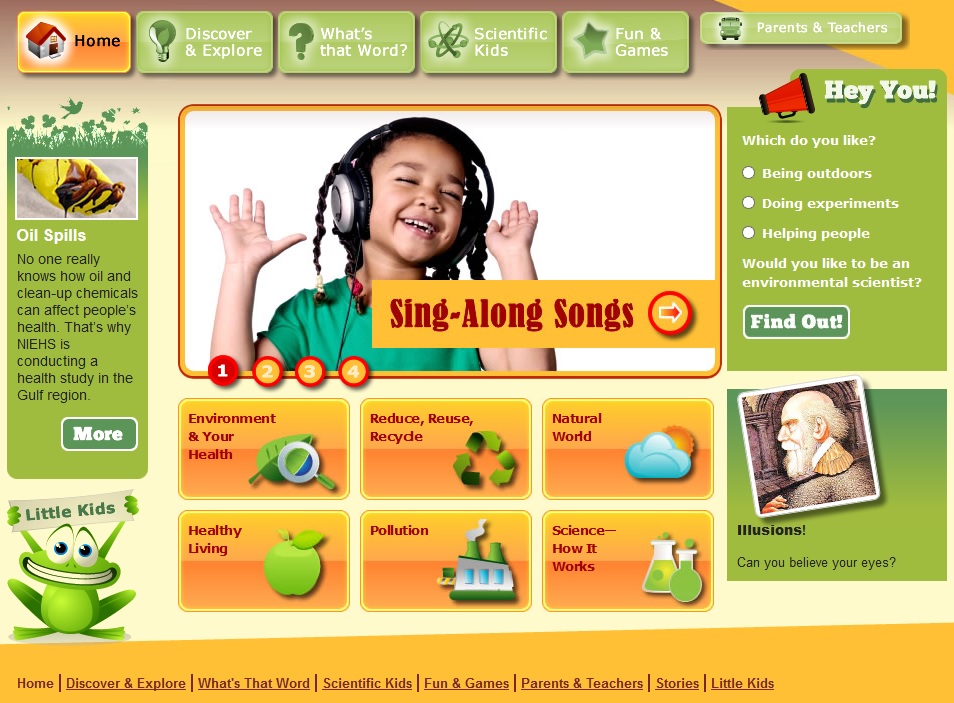 Home
Discover
& Explore
What's
that Word?
Scientific
Kids
Fun &
Games
Parents & Teachers
Oil Spills
No one really
knows how oil and
clean-up chemicals
can affect people's
health. That's why
NIEHS is
conducting a
health study in the
Gulf region.
More
Little Kids
Sing-Along Songs
1 2 3 4
Environment
& Your
Health
Reduce, Reuse,
Recycle
Natural
World
Healthy
Living
Pollution
Science—
How It
Works
Hey You!
Which do you like?
Being outdoors
Doing experiments
Helping people
Would you like to be an
environmental scientist?
Find Out!
Illusions!
Can you believe your eyes?
Home | Discover & Explore | What's That Word | Scientific Kids | Fun & Games | Parents & Teachers | Stories | Little Kids